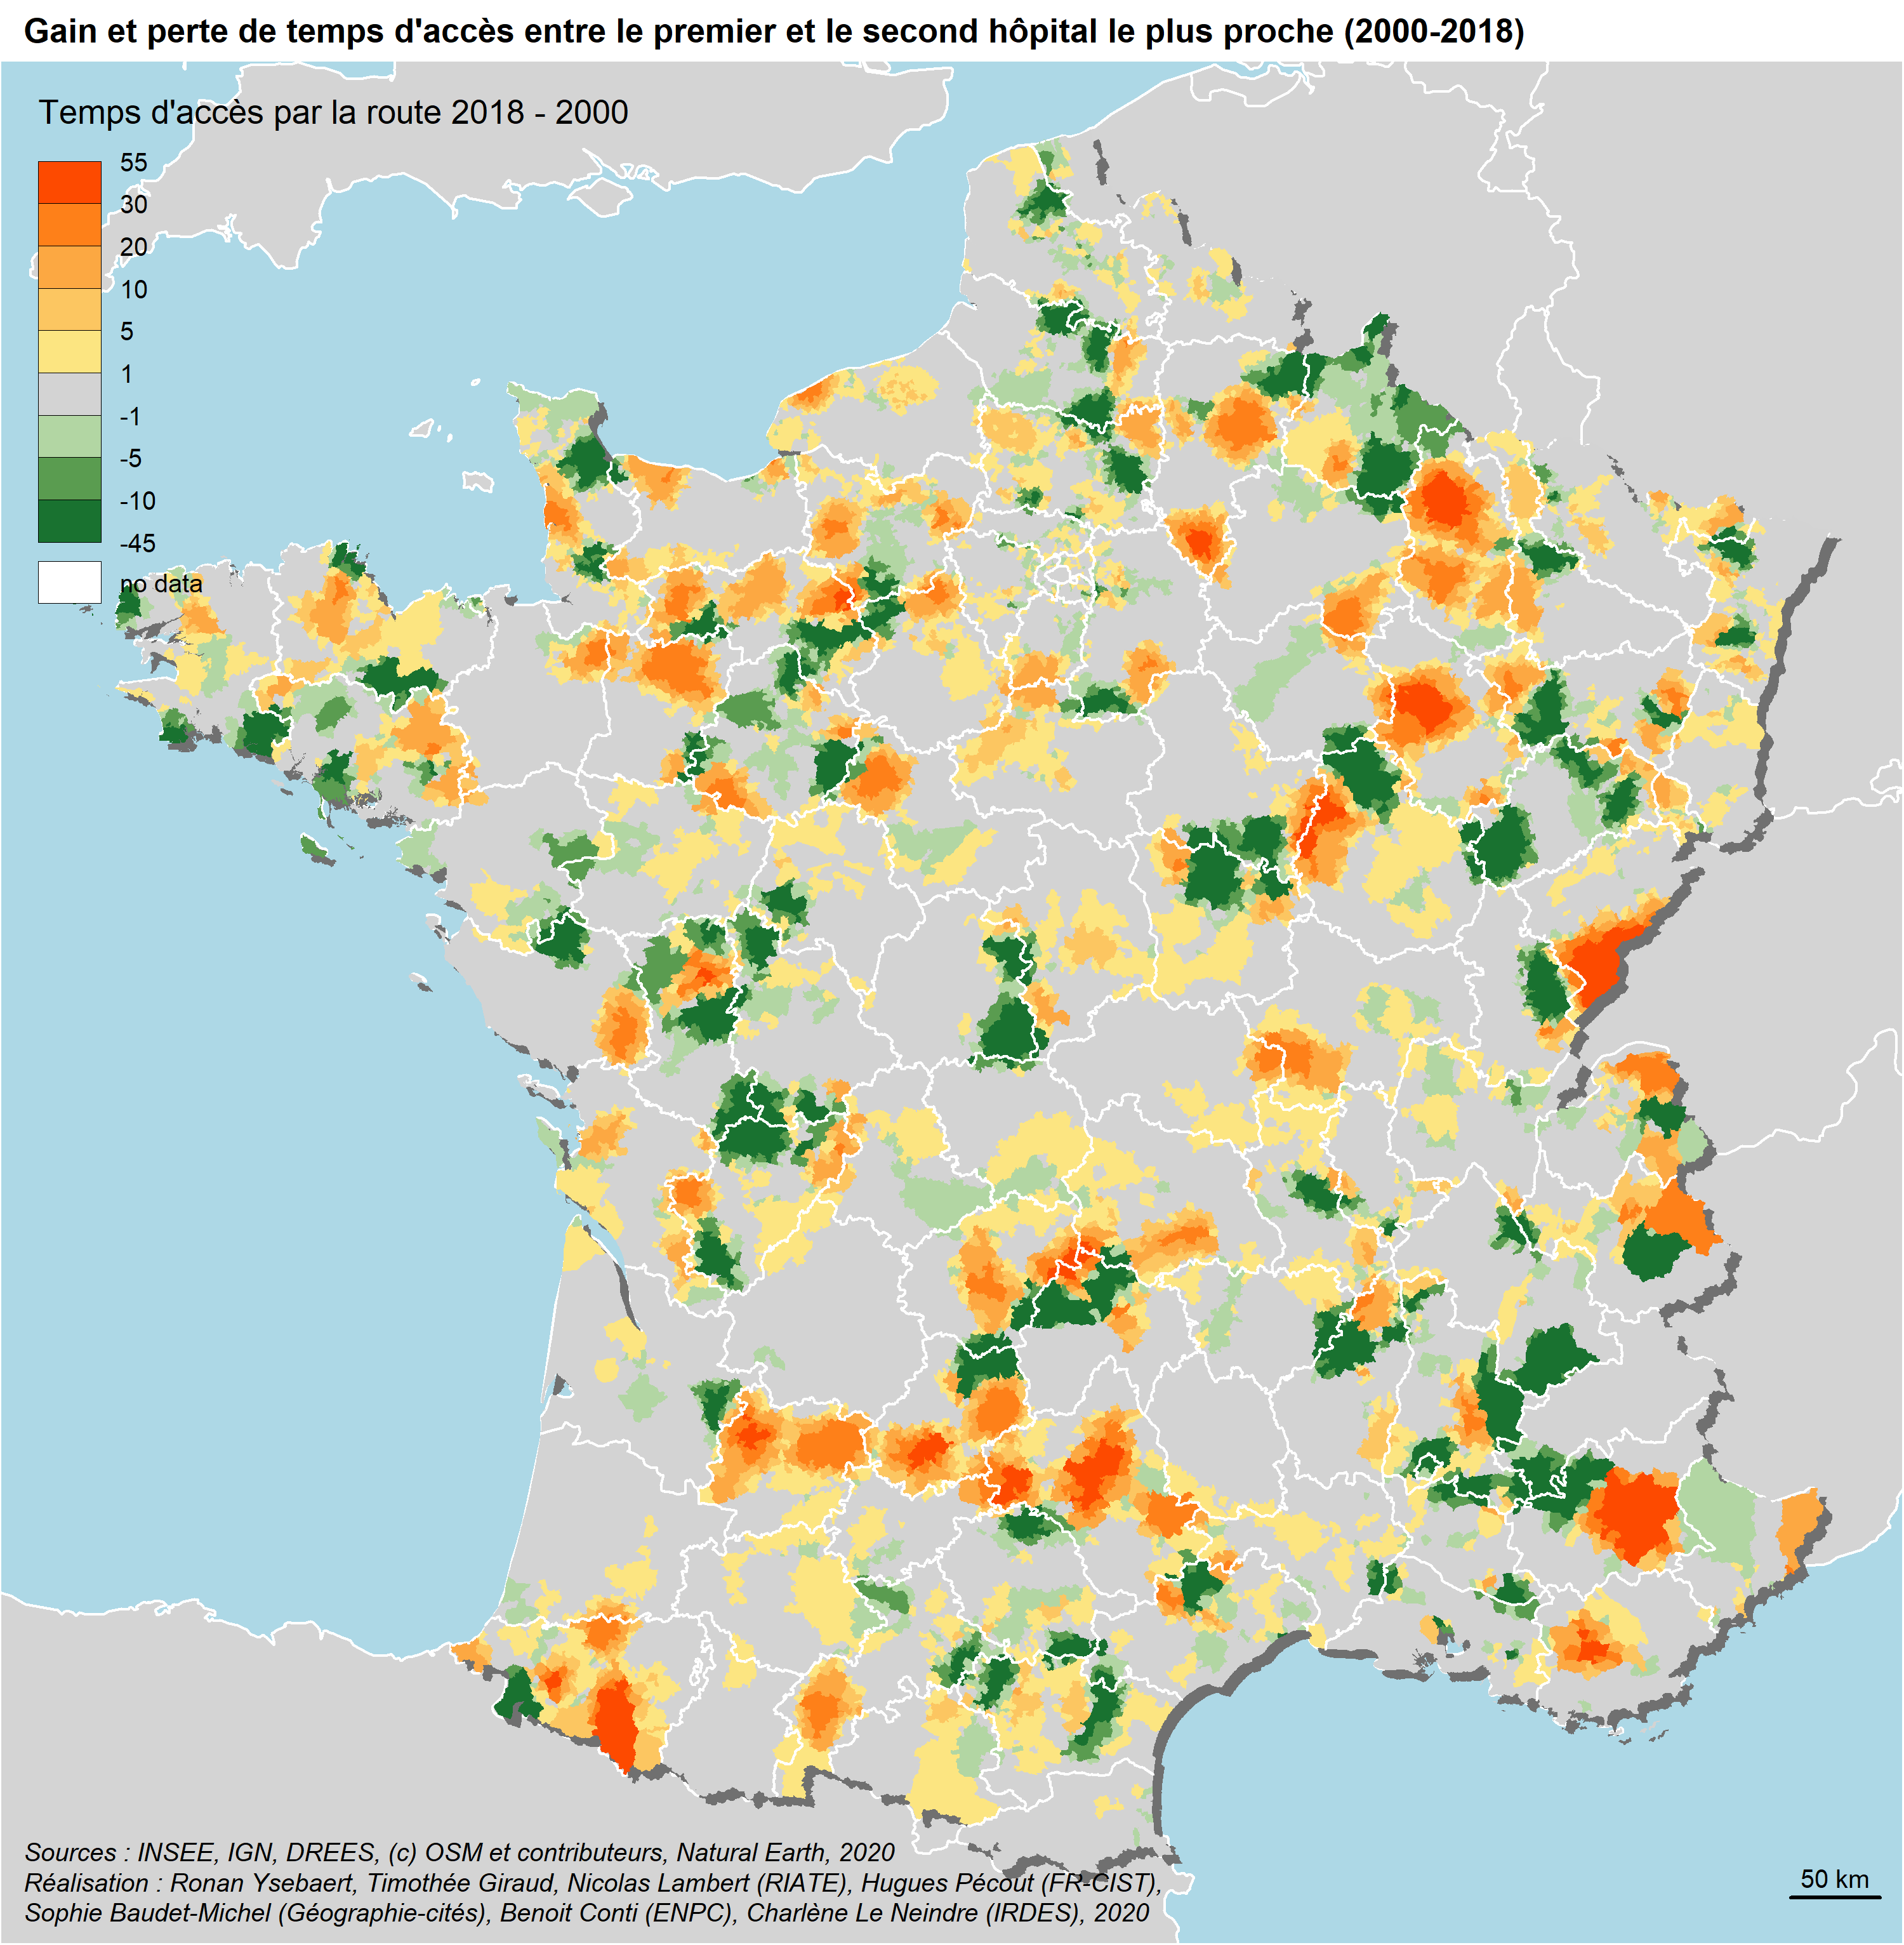 Gain et perte de temps d'accès entre le premier et le second hôpital le plus proche (2000-2018)
Temps d'accès par la route 2018 - 2000
55
30
20
10
5
1
-1
-5
-10
-45
no data
Sources : INSEE, IGN, DREES, (c) OSM et contributeurs, Natural Earth, 2020
Réalisation : Ronan Ysebaert, Timothée Giraud, Nicolas Lambert (RIATE), Hugues Pécout (FR-CIST),
Sophie Baudet-Michel (Géographie-cités), Benoit Conti (ENPC), Charlène Le Neindre (IRDES), 2020
50 km